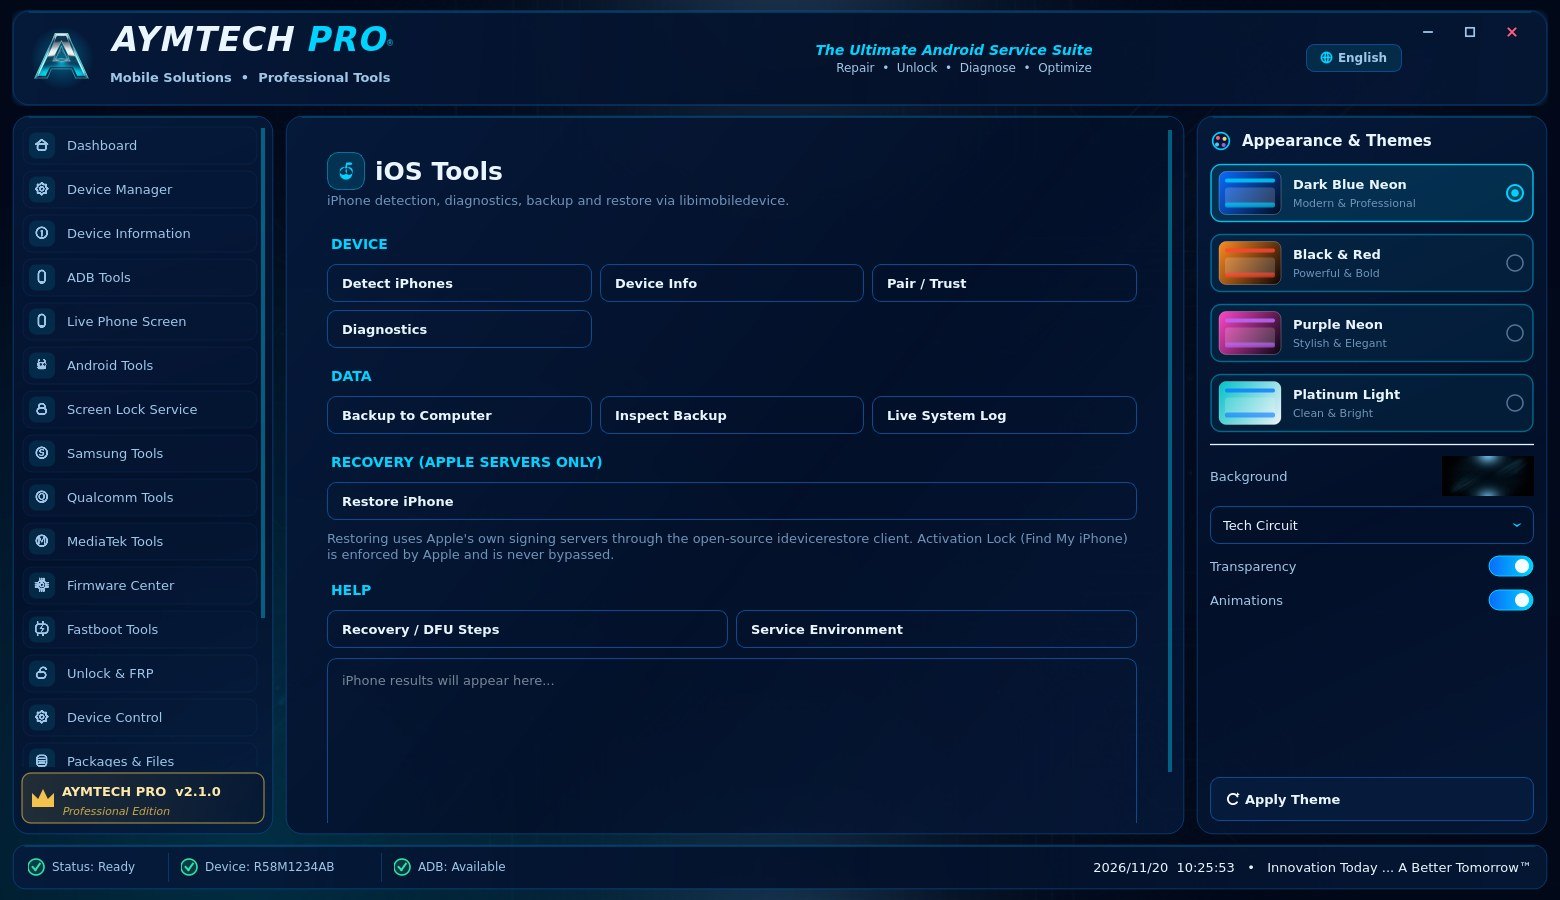 AYMTECH PRO®
Mobile Solutions • Professional Tools
The Ultimate Android Service Suite
Repair • Unlock • Diagnose • Optimize
English
Dashboard
Device Manager
Device Information
ADB Tools
Live Phone Screen
Android Tools
Screen Lock Service
Samsung Tools
Qualcomm Tools
MediaTek Tools
Firmware Center
Fastboot Tools
Unlock & FRP
Device Control
Packages & Files
AYMTECH PRO v2.1.0
Professional Edition
iOS Tools
iPhone detection, diagnostics, backup and restore via libimobiledevice.
DEVICE
Detect iPhones
Device Info
Pair / Trust
Diagnostics
DATA
Backup to Computer
Inspect Backup
Live System Log
RECOVERY (APPLE SERVERS ONLY)
Restore iPhone
Restoring uses Apple's own signing servers through the open-source idevicerestore client. Activation Lock (Find My iPhone)
is enforced by Apple and is never bypassed.
HELP
Recovery / DFU Steps
Service Environment
iPhone results will appear here...
Appearance & Themes
Dark Blue Neon
Modern & Professional
Black & Red
Powerful & Bold
Purple Neon
Stylish & Elegant
Platinum Light
Clean & Bright
Background
Tech Circuit
Transparency
Animations
Apply Theme
Status: Ready
Device: R58M1234AB
ADB: Available
2026/11/20 10:25:53 • Innovation Today ... A Better Tomorrow™